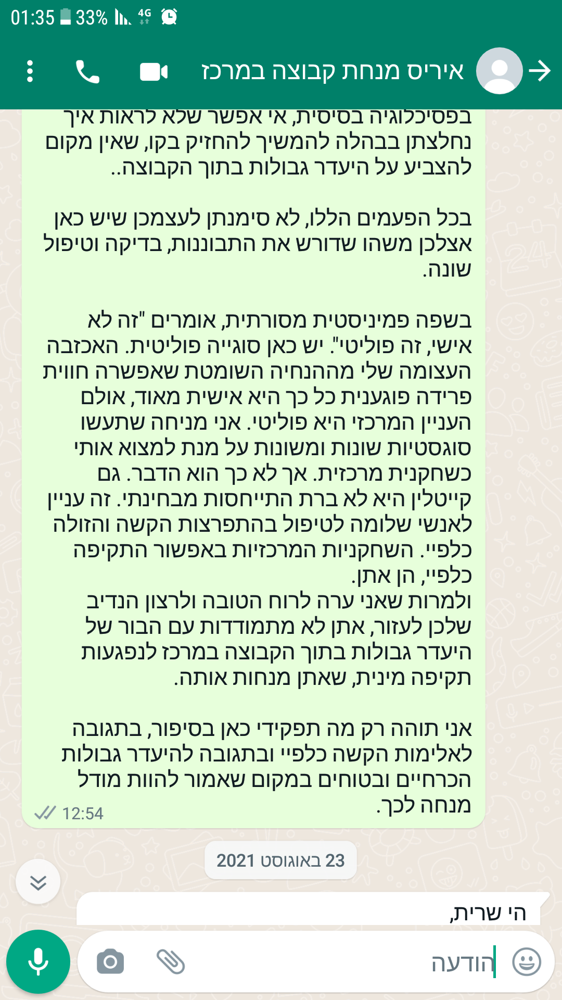 01:35 33% 4G
איריס מנחת קבוצה במרכז
בפסיכלוגיה בסיסית, אי אפשר שלא לראות איך
נחלצתן בבהלה להמשיך להחזיק בקו, שאין מקום
להצביע על היעדר גבולות בתוך הקבוצה..
בכל הפעמים הללו, לא סימנתן לעצמכן שיש כאן
אצלכן משהו שדורש את התבוננות, בדיקה וטיפול
שונה.
בשפה פמיניסטית מסורתית, אומרים "זה לא
אישי, זה פוליטי". יש כאן סוגייה פוליטית. האכזבה
העצומה שלי מההנחיה השומטת שאפשרה חווית
פרידה פוגענית כל כך היא אישית מאוד, אולם
העניין המרכזי היא פוליטי. אני מניחה שתעשו
סוגסטיות שונות ומשונות על מנת למצוא אותי
כשחקנית מרכזית. אך לא כך הוא הדבר. גם
קייטלין היא לא ברת התייחסות מבחינתי. זה עניין
לאנשי שלומה לטיפול בהתפרצות הקשה והזולה
כלפיי. השחקניות המרכזיות באפשור התקיפה
כלפיי, הן אתן.
ולמרות שאני ערה לרוח הטובה ולרצון הנדיב
שלכן לעזור, אתן לא מתמודדות עם הבור של
היעדר גבולות בתוך הקבוצה במרכז לנפגעות
תקיפה מינית, שאתן מנחות אותה.
אני תוהה רק מה תפקידי כאן בסיפור, בתגובה
לאלימות הקשה כלפיי ובתגובה להיעדר גבולות
הכרחיים ובטוחים במקום שאמור להוות מודל
מנחה לכך.
12:54
23 באוגוסט 2021
הי שרית,
הודעה